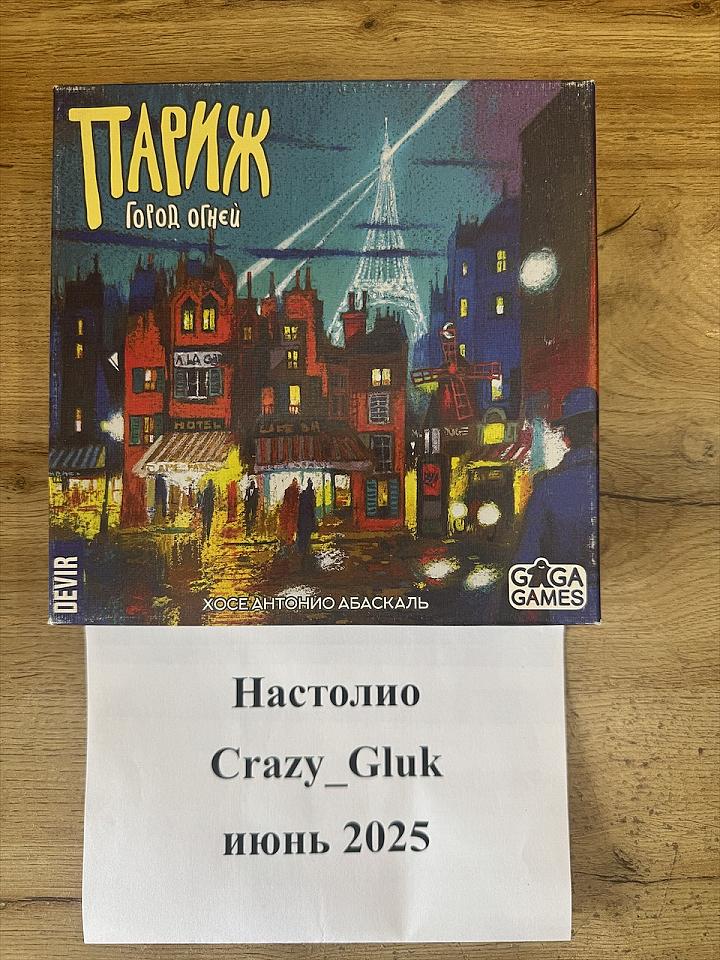 ПАРИЖ
ГОРОД ОГНЕЙ
HOTEL
DEVIR
ХОСЕ АНТОНИО АБАСКАЛЬ
GAGA
GAMES
Настолио
Crazy_Gluk
июнь 2025